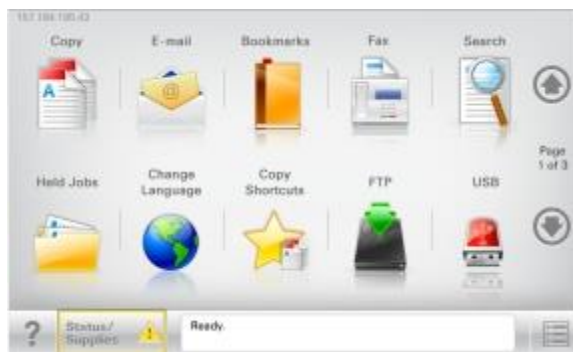 Copy
E-mail
Bookmarks
Fax
Search
Page
1 of 3
Held Jobs
Change
Language
Copy
Shortcuts
FTP
USB
Status/
Supplies
Ready.